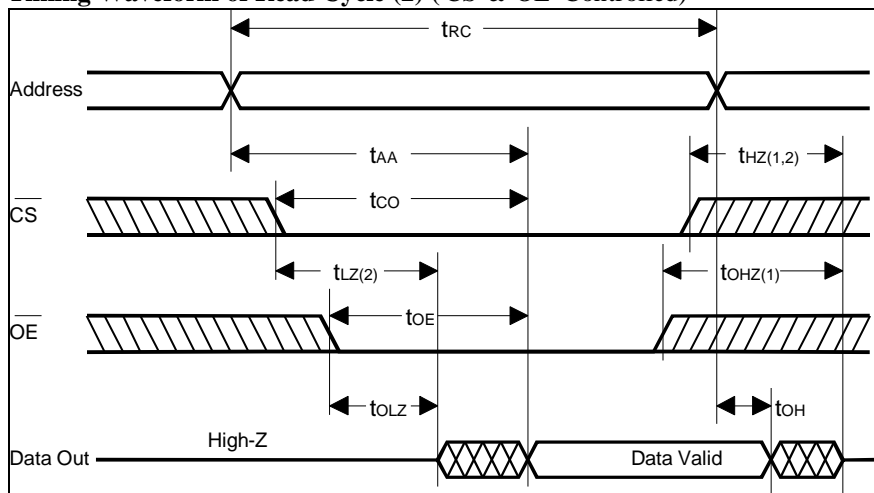 Timing Waveform of Read Cycle (2) (CS & OE Controlled)
tRC
Address
tAA
tHZ(1,2)
CS
tCO
tLZ(2)
tOHZ(1)
OE
tOE
tOLZ
tOH
High-Z
Data Out
Data Valid